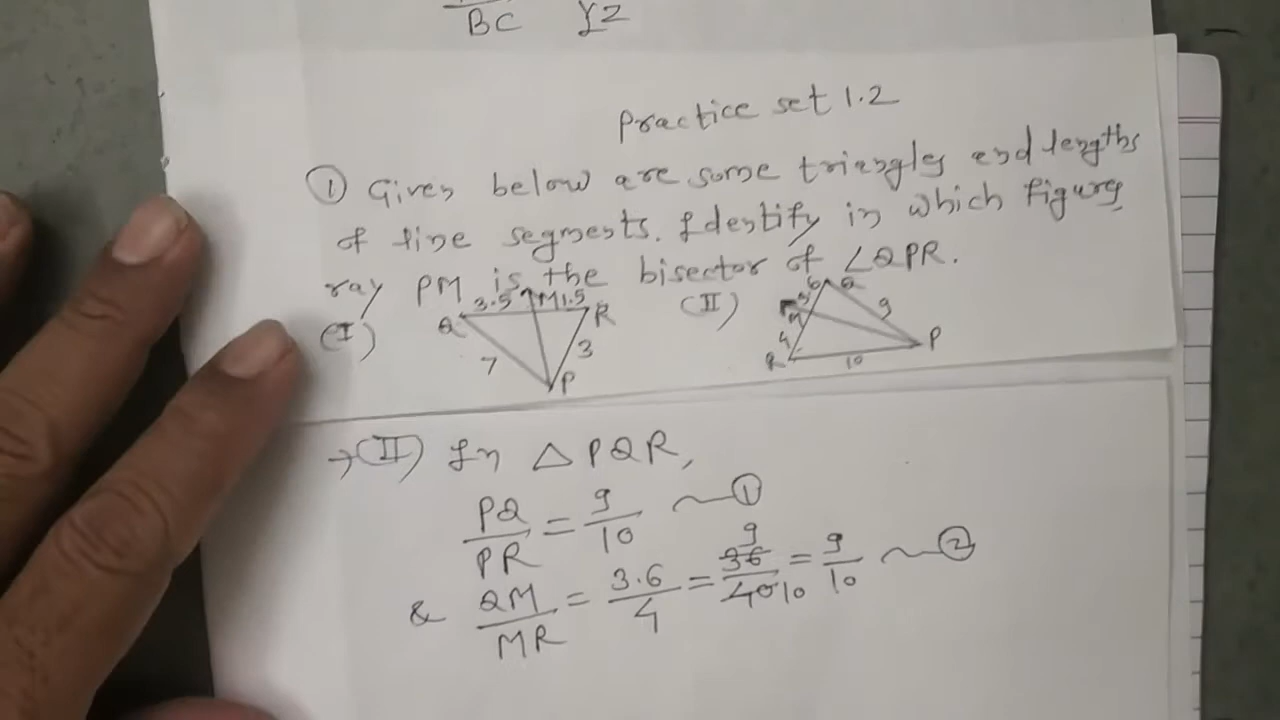 BC YZ
Practice set 1.2
① Given below are some triangles and lengths
of line segments. Identify in which figures
ray PM is the bisector of ∠QPR.
(I) Q 3.5 M 1.5 R 7 3 P
(II) Q 9 M 4 R 10 P
→(II) In △PQR,
PQ/PR = 9/10 ~ ①
& QM/MR = 3.6/4 = 36/40 = 9/10 ~ ②